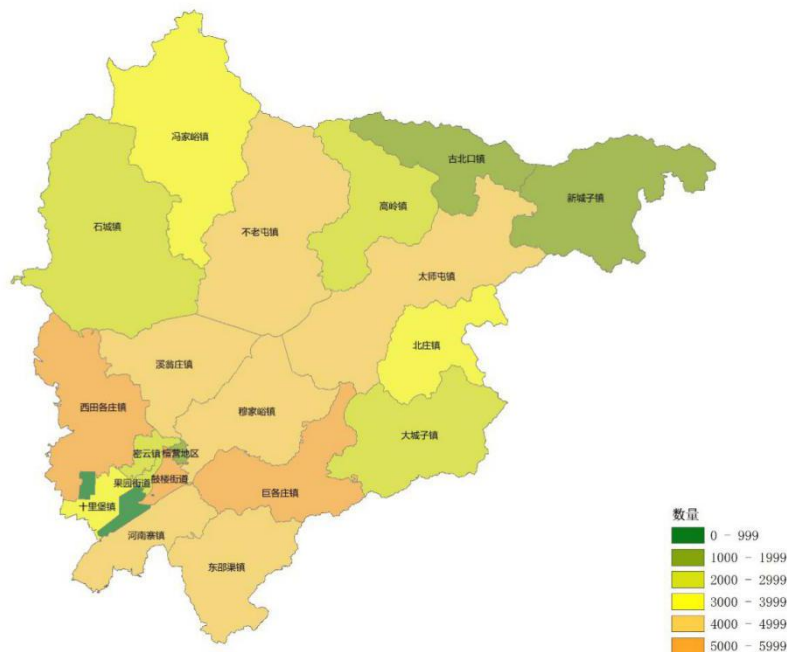 冯家峪镇
古北口镇
新城子镇
高岭镇
石城镇
不老屯镇
太师屯镇
北庄镇
溪翁庄镇
西田各庄镇
穆家峪镇
大城子镇
密云镇
檀营地区
果园街道
鼓楼街道
巨各庄镇
十里堡镇
河南寨镇
东邵渠镇
数量
0 - 999
1000 - 1999
2000 - 2999
3000 - 3999
4000 - 4999
5000 - 5999